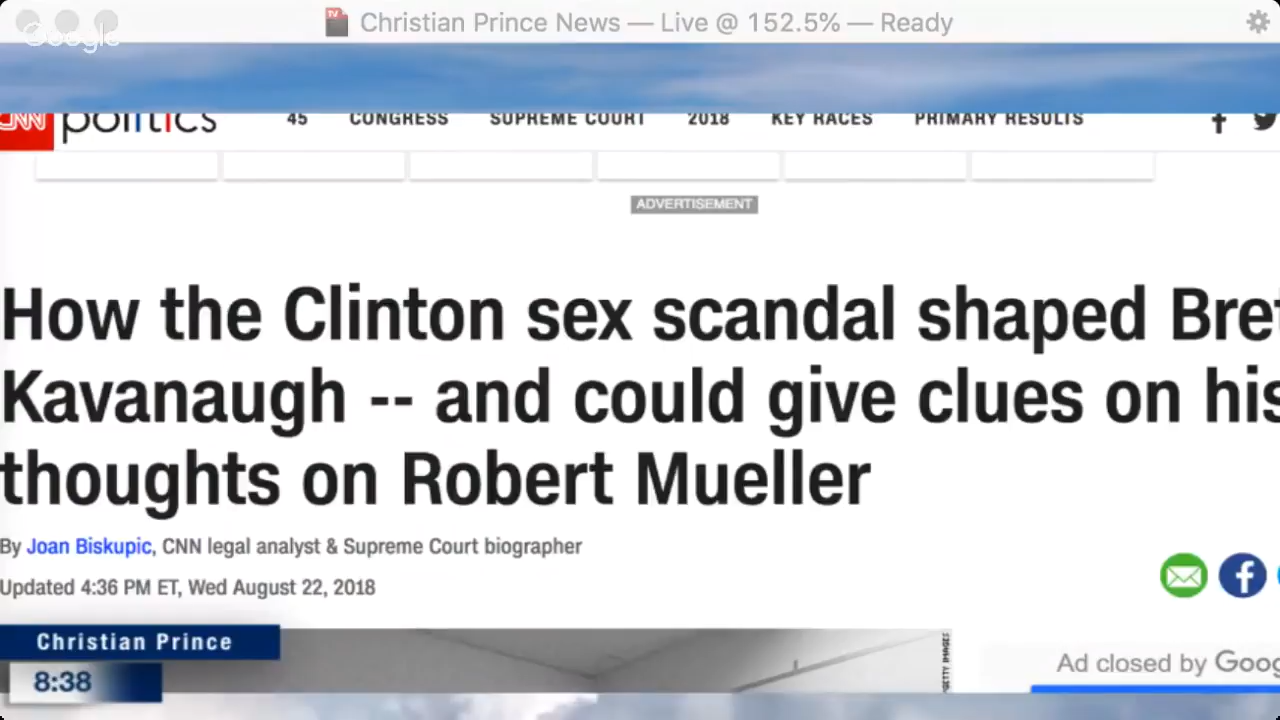 Christian Prince News — Live @ 152.5% — Ready
Google
CNN politics 45 CONGRESS SUPREME COURT 2018 KEY RACES PRIMARY RESULTS
ADVERTISEMENT
How the Clinton sex scandal shaped Bret
Kavanaugh -- and could give clues on his
thoughts on Robert Mueller
By Joan Biskupic, CNN legal analyst & Supreme Court biographer
Updated 4:36 PM ET, Wed August 22, 2018
Christian Prince
8:38
GETTY IMAGES
Ad closed by Goog